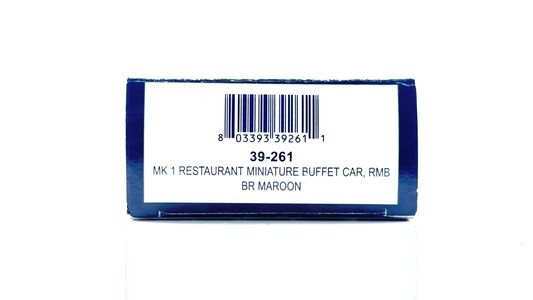 8 03393 39261 1
39-261
MK 1 RESTAURANT MINIATURE BUFFET CAR, RMB
BR MAROON